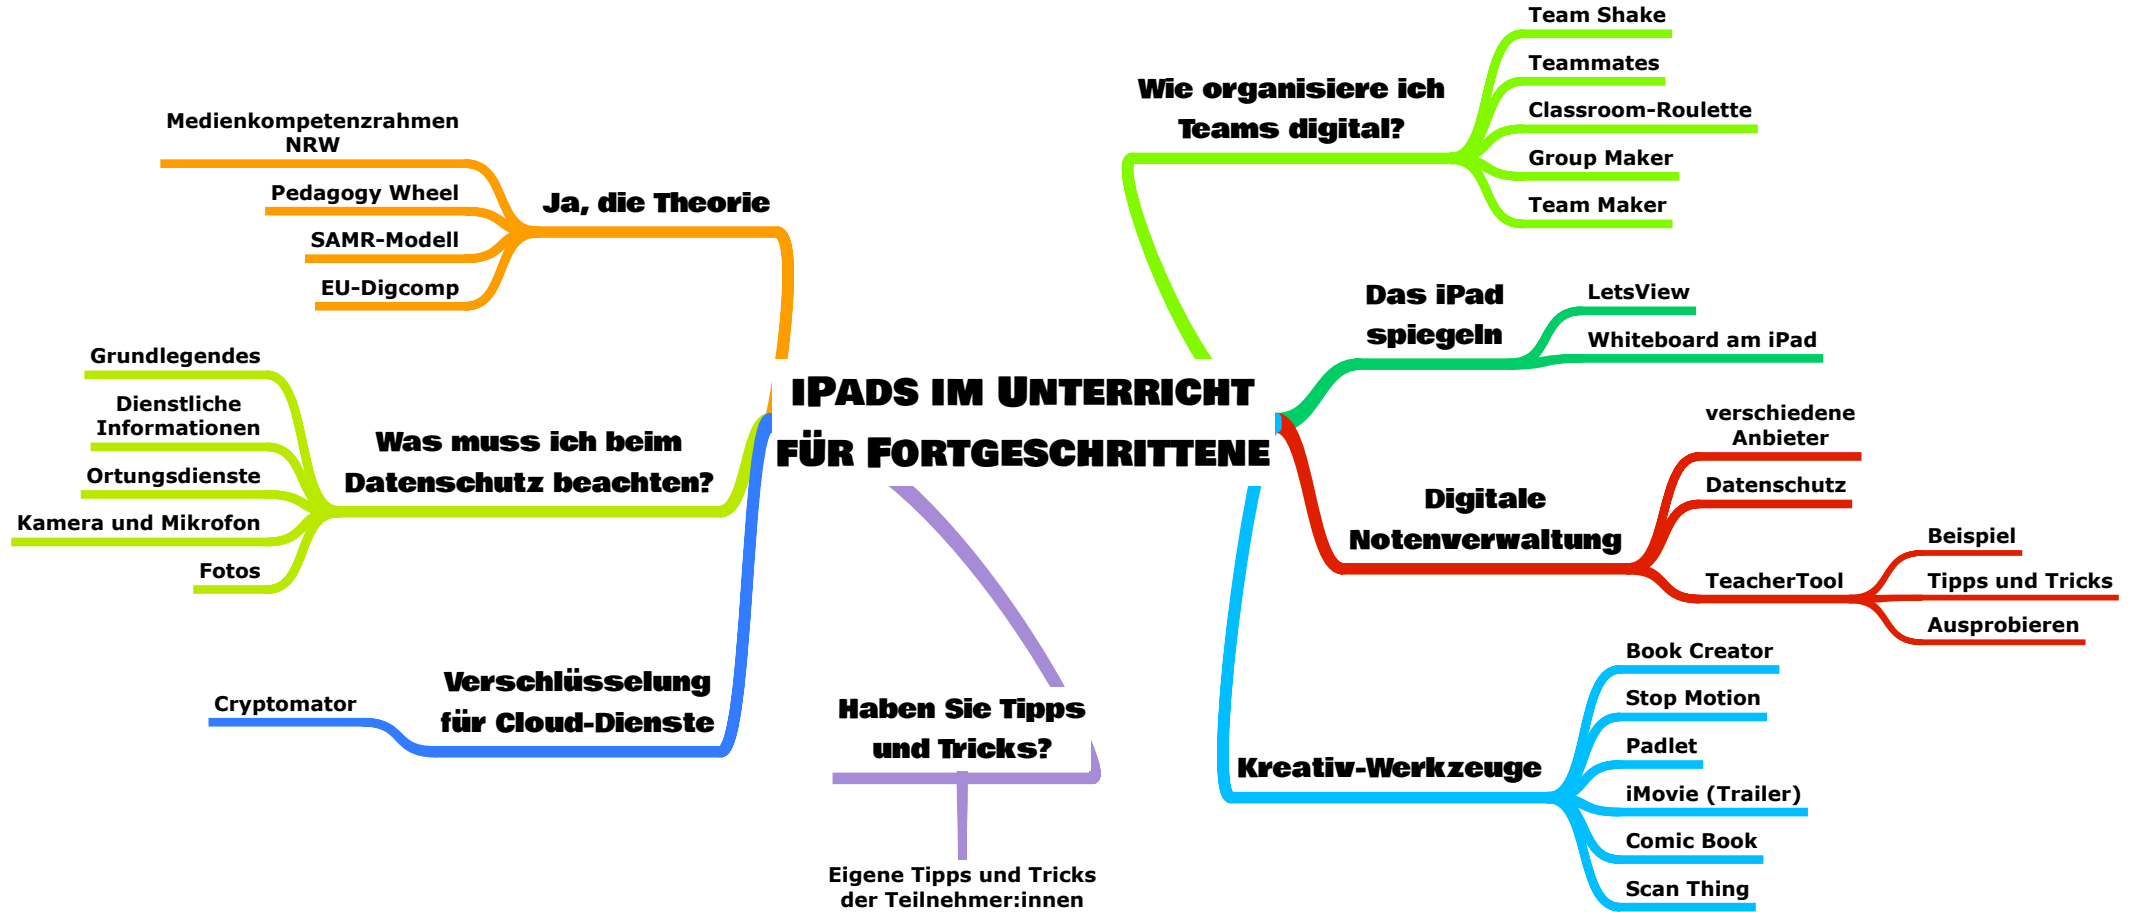 iPads im Unterricht
für Fortgeschrittene
Wie organisiere ich
Teams digital?
Team Shake
Teammates
Classroom-Roulette
Group Maker
Team Maker
Das iPad
spiegeln
LetsView
Whiteboard am iPad
Digitale
Notenverwaltung
verschiedene
Anbieter
Datenschutz
TeacherTool
Beispiel
Tipps und Tricks
Ausprobieren
Kreativ-Werkzeuge
Book Creator
Stop Motion
Padlet
iMovie (Trailer)
Comic Book
Scan Thing
Haben Sie Tipps
und Tricks?
Eigene Tipps und Tricks
der Teilnehmer:innen
Verschlüsselung
für Cloud-Dienste
Cryptomator
Was muss ich beim
Datenschutz beachten?
Grundlegendes
Dienstliche
Informationen
Ortungsdienste
Kamera und Mikrofon
Fotos
Ja, die Theorie
Medienkompetenzrahmen
NRW
Pedagogy Wheel
SAMR-Modell
EU-Digcomp